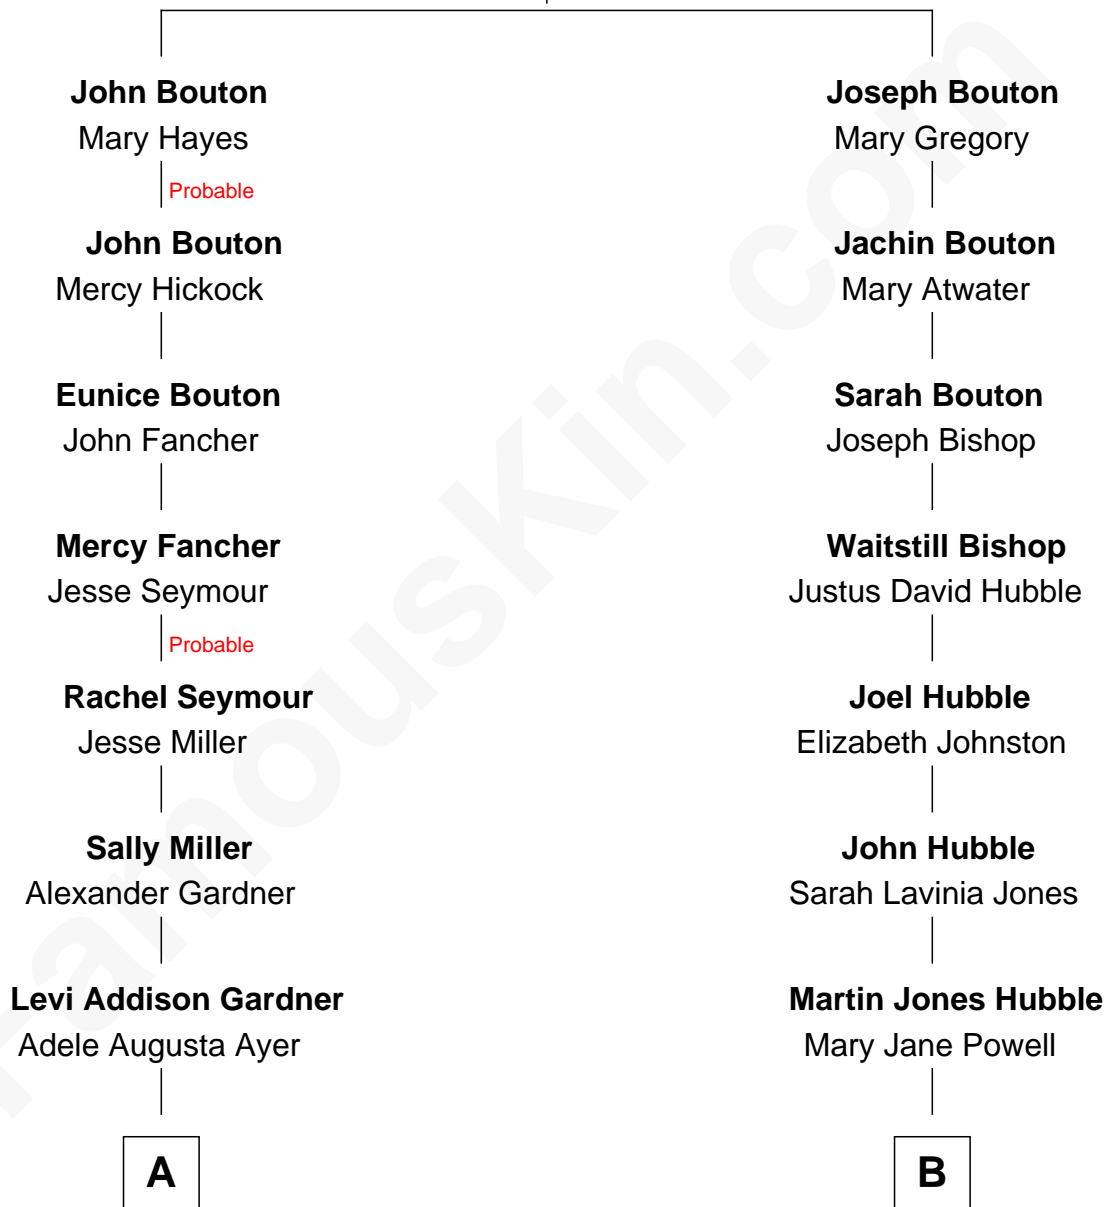 John Bouton
Mary Hayes
Probable
John Bouton
Mercy Hickock
Eunice Bouton
John Fancher
Mercy Fancher
Jesse Seymour
Probable
Rachel Seymour
Jesse Miller
Sally Miller
Alexander Gardner
Levi Addison Gardner
Adele Augusta Ayer
A
Joseph Bouton
Mary Gregory
Jachin Bouton
Mary Atwater
Sarah Bouton
Joseph Bishop
Waitstill Bishop
Justus David Hubble
Joel Hubble
Elizabeth Johnston
John Hubble
Sarah Lavinia Jones
Martin Jones Hubble
Mary Jane Powell
B
FamousKin.com